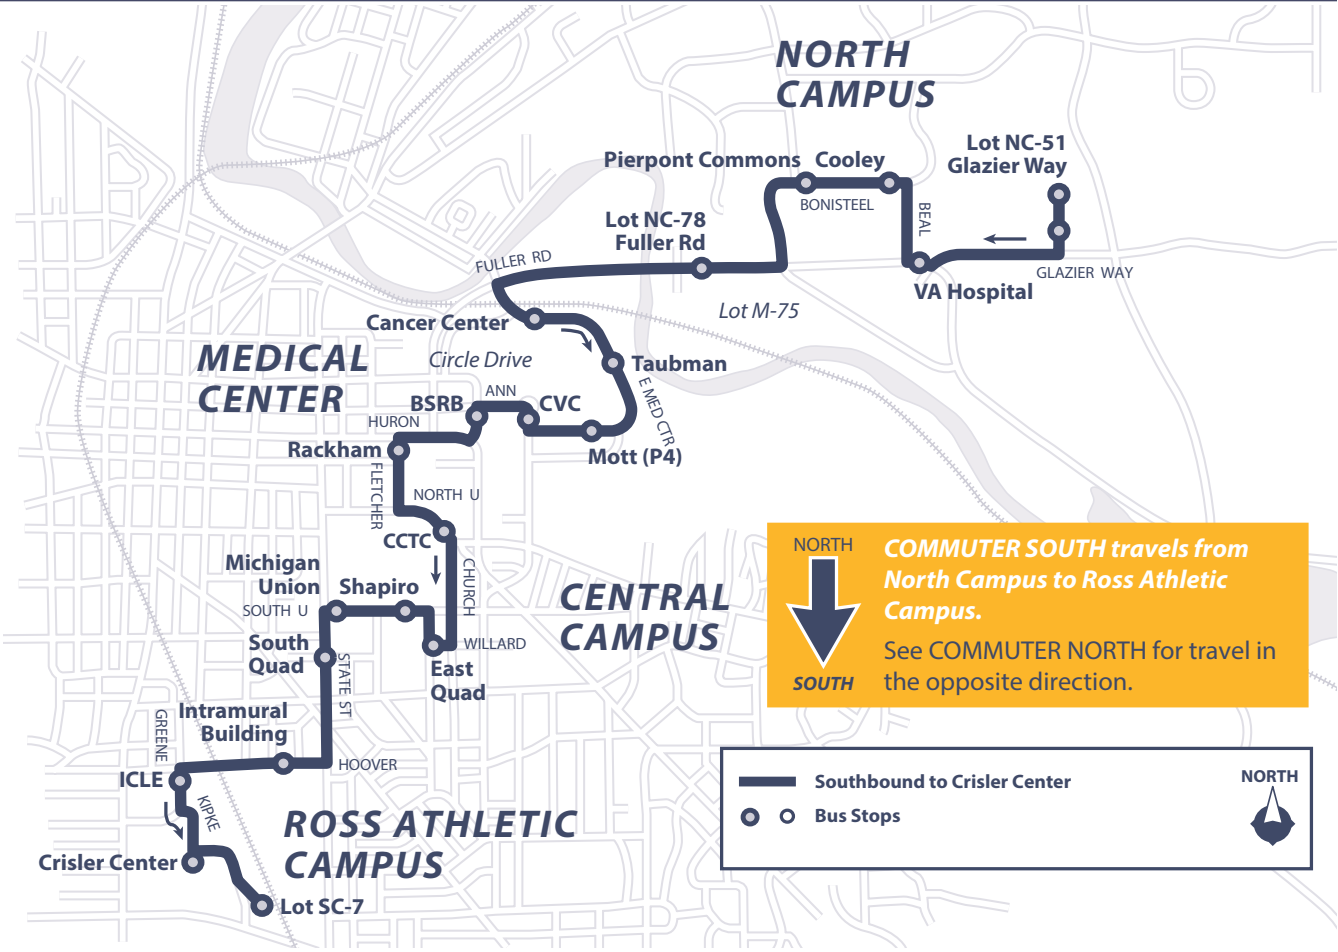 NORTH
CAMPUS
Lot NC-51
Glazier Way
Pierpont Commons
Cooley
BONISTEEL
BEAL
Lot NC-78
Fuller Rd
FULLER RD
GLAZIER WAY
VA Hospital
Lot M-75
Cancer Center
Circle Drive
Taubman
MEDICAL
CENTER
ANN
E MED CTR
BSRB
CVC
HURON
Rackham
Mott (P4)
FLETCHER
NORTH U
CCTC
CHURCH
Michigan
Union
Shapiro
SOUTH U
CENTRAL
CAMPUS
South
Quad
WILLARD
East
Quad
STATE ST
Intramural
Building
GREENE
HOOVER
ICLE
KIPKE
ROSS ATHLETIC
CAMPUS
Crisler Center
Lot SC-7
NORTH
SOUTH
COMMUTER SOUTH travels from
North Campus to Ross Athletic
Campus.
See COMMUTER NORTH for travel in
the opposite direction.
Southbound to Crisler Center
Bus Stops
NORTH